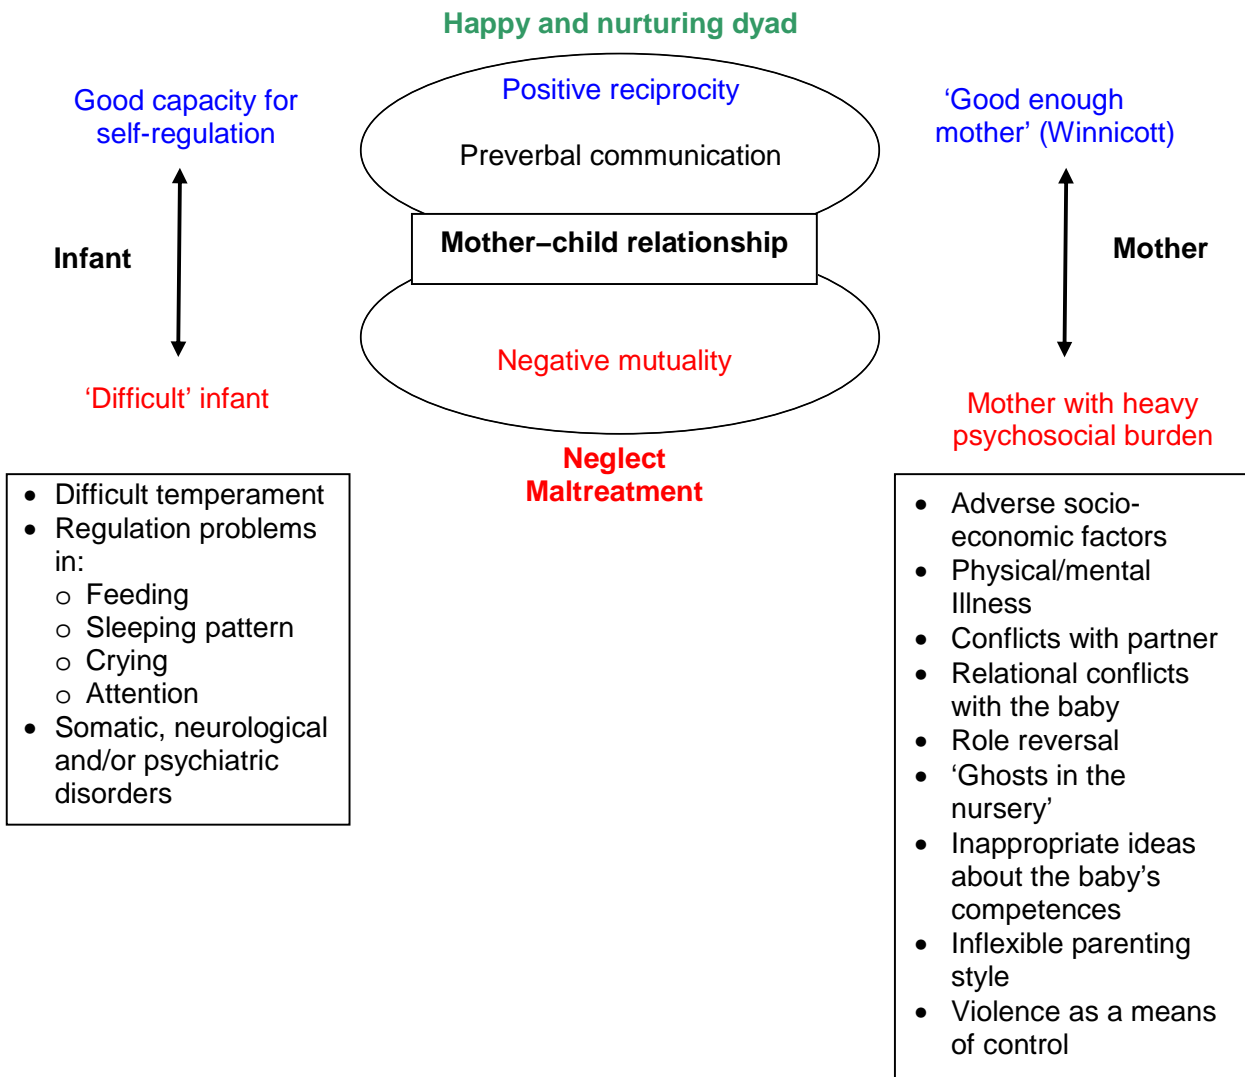 Happy and nurturing dyad
Good capacity for
self-regulation
Positive reciprocity
Preverbal communication
‘Good enough
mother’ (Winnicott)
Infant
Mother–child relationship
Mother
Negative mutuality
‘Difficult’ infant
Mother with heavy
psychosocial burden
Neglect
Maltreatment
• Difficult temperament
• Regulation problems
in:
o Feeding
o Sleeping pattern
o Crying
o Attention
• Somatic, neurological
and/or psychiatric
disorders
• Adverse socio-
economic factors
• Physical/mental
Illness
• Conflicts with partner
• Relational conflicts
with the baby
• Role reversal
• ‘Ghosts in the
nursery’
• Inappropriate ideas
about the baby’s
competences
• Inflexible parenting
style
• Violence as a means
of control